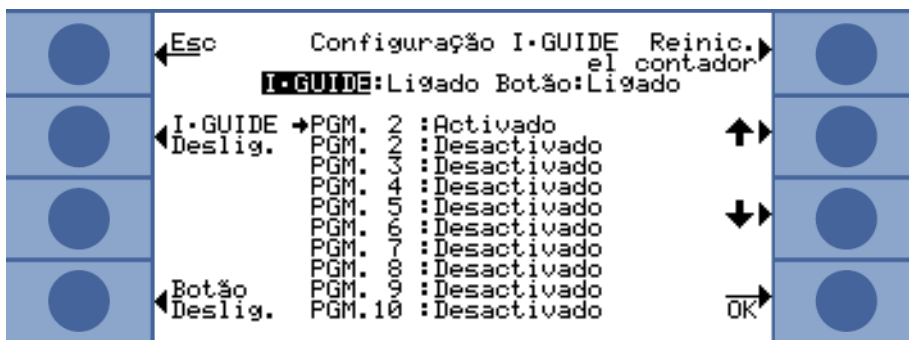 Esc Configuração I·GUIDE Reinic.
el contador
I·GUIDE:Ligado Botão:Ligado
I·GUIDE →PGM. 2 :Activado
Deslig. PGM. 2 :Desactivado
PGM. 3 :Desactivado
PGM. 4 :Desactivado
PGM. 5 :Desactivado
PGM. 6 :Desactivado
PGM. 7 :Desactivado
PGM. 8 :Desactivado
Botão PGM. 9 :Desactivado
Deslig. PGM.10 :Desactivado OK